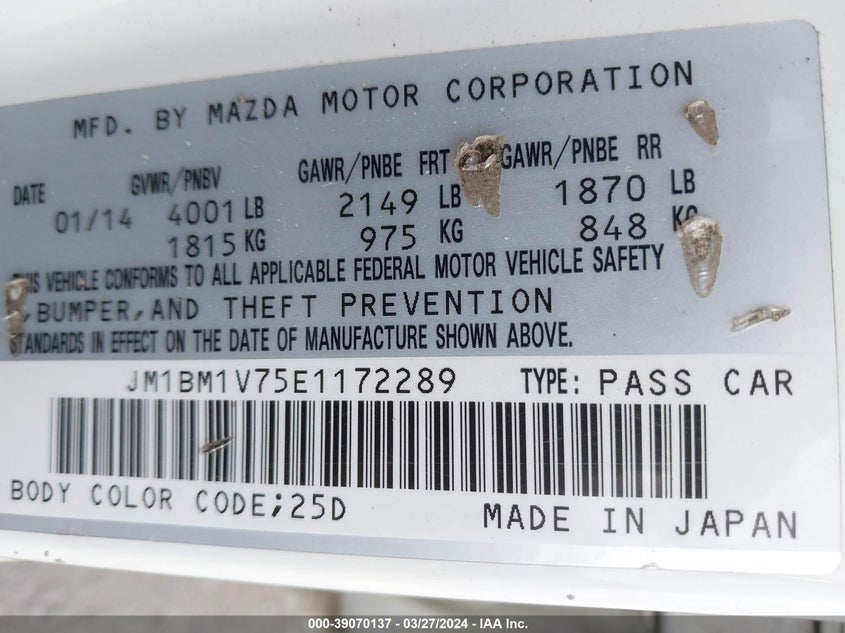 MFD. BY MAZDA MOTOR CORPORATION
DATE GVWR/PNBV GAWR/PNBE FRT GAWR/PNBE RR
01/14 4001 LB 2149 LB 1870 LB
1815 KG 975 KG 848 KG
THIS VEHICLE CONFORMS TO ALL APPLICABLE FEDERAL MOTOR VEHICLE SAFETY
,BUMPER,AND THEFT PREVENTION
STANDARDS IN EFFECT ON THE DATE OF MANUFACTURE SHOWN ABOVE.
JM1BM1V75E1172289 TYPE: PASS CAR
BODY COLOR CODE;25D MADE IN JAPAN
000-39070137 - 03/27/2024 - IAA Inc.